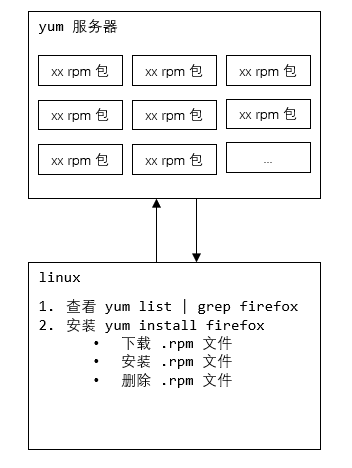 yum 服务器
xx rpm 包 xx rpm 包 xx rpm 包
xx rpm 包 xx rpm 包 xx rpm 包
xx rpm 包 xx rpm 包 ...
linux
1. 查看 yum list | grep firefox
2. 安装 yum install firefox
• 下载 .rpm 文件
• 安装 .rpm 文件
• 删除 .rpm 文件